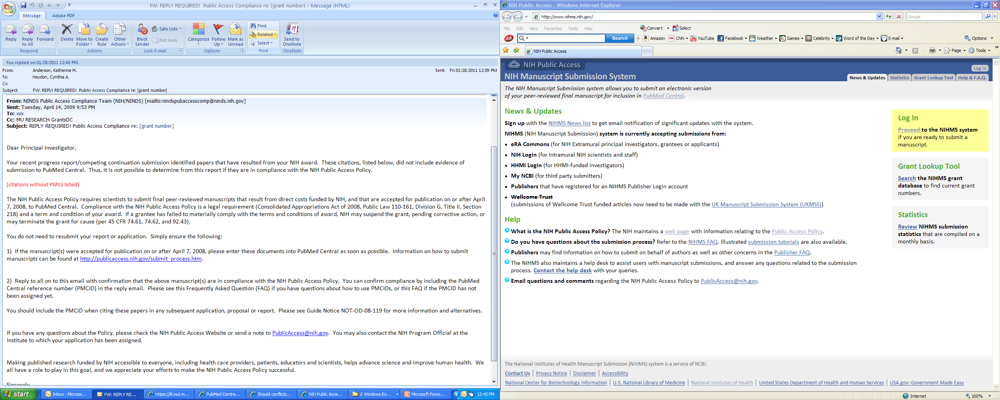 FW: REPLY REQUIRED!  Public Access Compliance re: [grant number] - Message (HTML)
Message
Adobe PDF
Reply
Reply to All
Forward
Respond
Delete
Move to Folder
Create Rule
Other Actions
Actions
Block Sender
Safe Lists
Not Junk
Junk E-mail
Categorize
Follow Up
Mark as Unread
Options
Find
Related
Select
Find
Send to OneNote
OneNote
You replied on 01/28/2011 12:40 PM.
From: Anderson, Katherine M.
Sent: Fri 01/28/2011 12:39 PM
To: Haydon, Cynthia A.
Cc:
Subject: FW: REPLY REQUIRED!  Public Access Compliance re: [grant number]
From: NINDS Public Access Compliance Team (NIH/NINDS) [mailto:nindspubaccesscomp@ninds.nih.gov]
Sent: Tuesday, April 14, 2009 9:53 PM
To: xxx
Cc: MU RESEARCH GrantsDC
Subject: REPLY REQUIRED! Public Access Compliance re: [grant number]
Dear Principal Investigator,
Your recent progress report/competing continuation submission identified papers that have resulted from your NIH award.  These citations, listed below, did not include evidence of
submission to PubMed Central.  Thus, it is not possible to determine from this report if they are in compliance with the NIH Public Access Policy.
[citations without PMCs listed]
The NIH Public Access Policy requires scientists to submit final peer-reviewed manuscripts that result from direct costs funded by NIH, and that are accepted for publication on or after April
7, 2008, to PubMed Central.  Compliance with the NIH Public Access Policy is a legal requirement (Consolidated Appropriations Act of 2008, Public Law 110-161, Division G, Title II, Section
218) and a term and condition of your award.  If a grantee has failed to materially comply with the terms and conditions of award, NIH may suspend the grant, pending corrective action, or
may terminate the grant for cause (per 45 CFR 74.61, 74.62, and 92.43).
You do not need to resubmit your report or application.  Simply ensure the following:
1)  If the manuscript(s) were accepted for publication on or after April 7, 2008, please enter these documents into PubMed Central as soon as possible.  Information on how to submit
manuscripts can be found at http://publicaccess.nih.gov/submit_process.htm.
2)  Reply to all on to this email with confirmation that the above manuscript(s) are in compliance with the NIH Public Access Policy.  You can confirm compliance by including the PubMed
Central reference number (PMCID) in the reply email.  Please see this Frequently Asked Question (FAQ) if you have questions about how to use PMCIDs, or this FAQ if the PMCID has not
been assigned yet.
You should include the PMCID when citing these papers in any subsequent application, proposal or report.  Please see Guide Notice NOT-OD-08-119 for more information and alternatives.
If you have any questions about the Policy, please check the NIH Public Access Website or send a note to PublicAccess@nih.gov.  You may also contact the NIH Program Official at the
Institute to which your application has been assigned.
Making published research funded by NIH accessible to everyone, including health care providers, patients, educators and scientists, helps advance science and improve human health.  We
all have a role to play in this goal, and we appreciate your efforts to make the NIH Public Access Policy successful.
Sincerely
start
Inbox - Microso...
FW: REPLY RE...
https://ill.mul.m...
PubMed Centra...
Should conflicts...
NIH Public Acce...
2 Windows Ex...
Microsoft Powe...
12:42 PM
NIH Public Access - Windows Internet Explorer
http://www.nihms.nih.gov/
Google
File Edit View Favorites Tools Help
Convert
Select
Ask
Search
Amazon
CNN
YouTube
Facebook
Weather
Games
Celebrity
Word of the Day
E-mail
Options
NIH Public Access
Page
Tools
NIH Public Access
Log in
NIH Manuscript Submission System
News & Updates
Statistics
Grant Lookup Tool
Help & F.A.Q.
The NIH Manuscript Submission system allows you to submit an electronic version
of your peer-reviewed final manuscript for inclusion in PubMed Central.
News & Updates
Sign up with the NIHMS News list to get email notification of significant updates with the system.
NIHMS (NIH Manuscript Submission) system is currently accepting submissions from:
• eRA Commons (for NIH Extramural principal investigators, grantees or applicants)
• NIH Login (for Intramural NIH scientists and staff)
• HHMI Login (for HHMI-funded investigators)
• My NCBI (for third party submitters)
• Publishers that have registered for an NIHMS Publisher Login account
• Wellcome Trust
(submissions of Wellcome Trust funded articles now need to be made with the UK Manuscript Submission System (UKMSS))
Help
What is the NIH Public Access Policy? The NIH maintains a web page with information relating to the Public Access Policy.
Do you have questions about the submission process? Refer to the NIHMS FAQ. Illustrated submission tutorials are also available.
Publishers may find information on how to submit on behalf of authors as well as other concerns in the Publisher FAQ.
The NIHMS also maintains a help desk to assist users with manuscript submissions, and answer any questions related to the submission
process. Contact the help desk with your queries.
Email questions and comments regarding the NIH Public Access Policy to PublicAccess@nih.gov.
Log In
Proceed to the NIHMS system
if you are ready to submit a
manuscript.
Grant Lookup Tool
Search the NIHMS grant
database to find current grant
numbers.
Statistics
Review NIHMS submission
statistics that are compiled on a
monthly basis.
The National Institutes of Health Manuscript Submission (NIHMS) system is a service of NCBI.
Contact Us | Privacy Notice | Disclaimer | Accessibility
National Center for Biotechnology Information | U.S. National Library of Medicine | National Institutes of Health | United States Department of Health and Human Services | USA.gov: Government Made Easy
Internet
100%